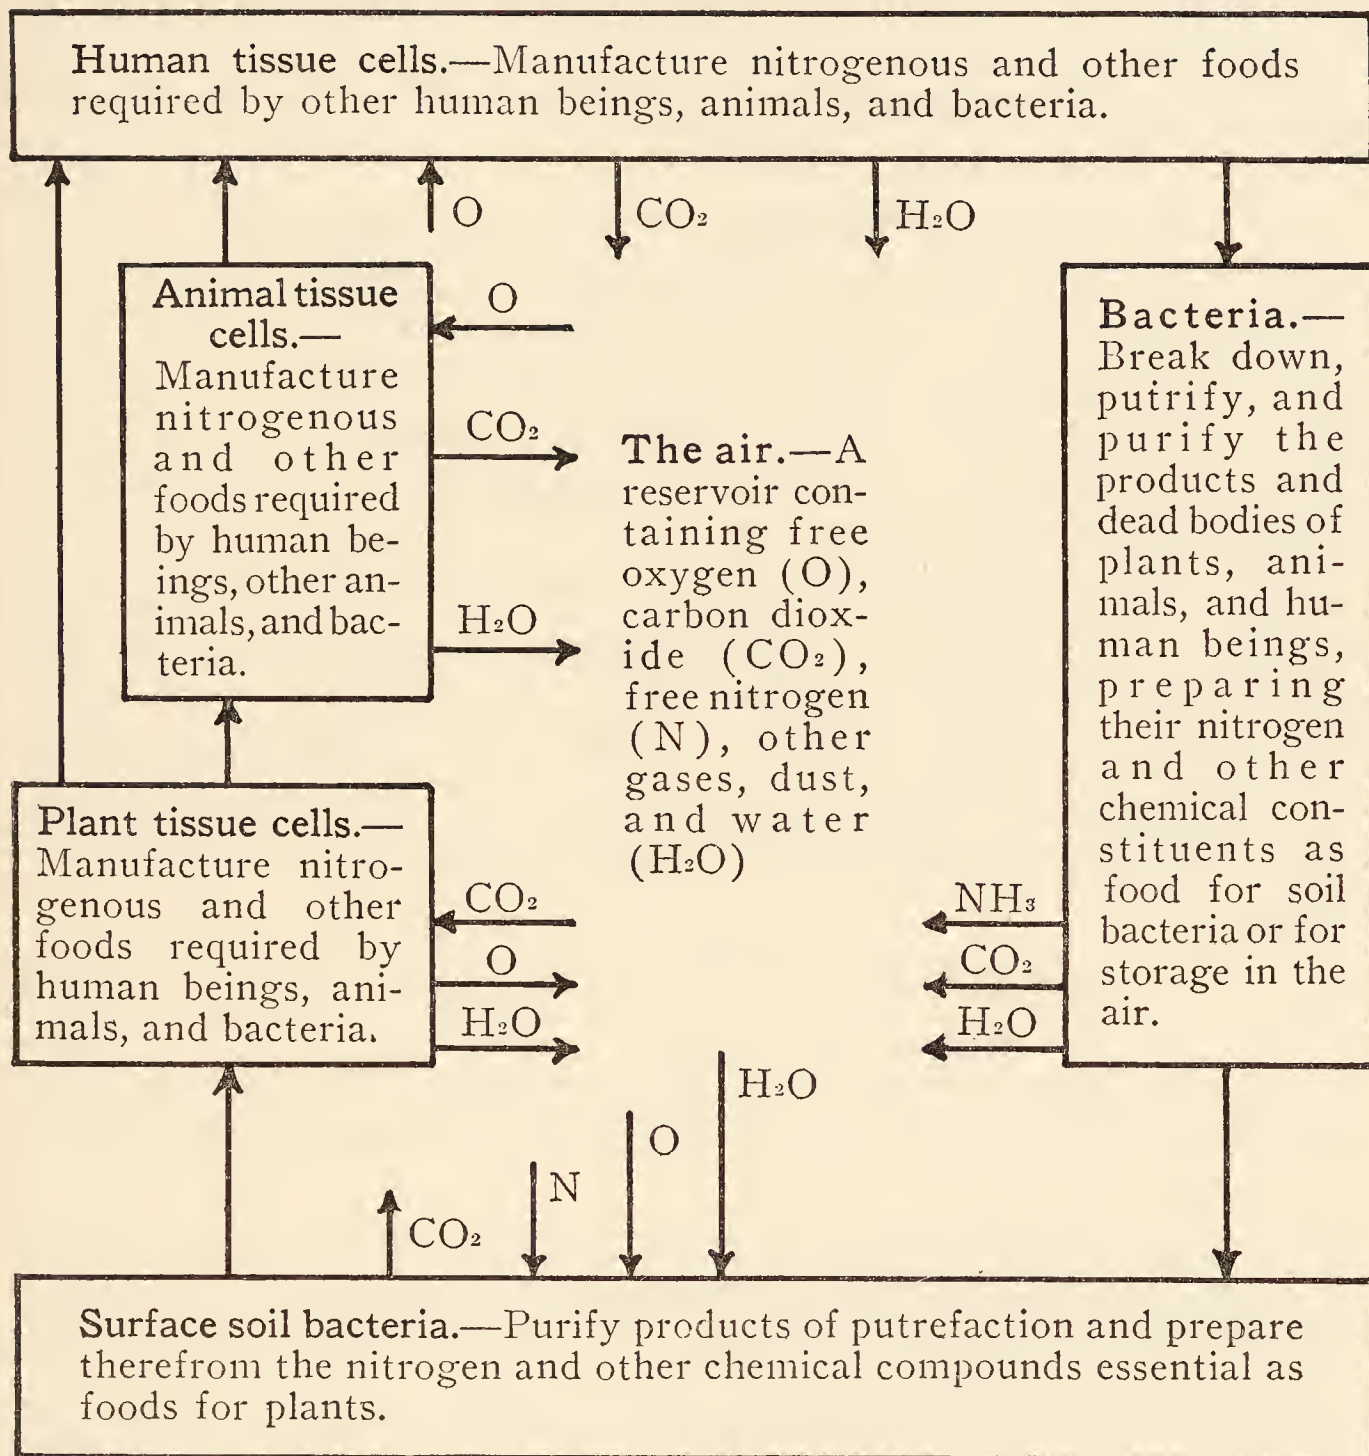 Human tissue cells.—Manufacture nitrogenous and other foods
required by other human beings, animals, and bacteria.
O
CO₂
H₂O
Animal tissue
cells.—
Manufacture
nitrogenous
and other
foods required
by human be-
ings, other an-
imals, and bac-
teria.
O
CO₂
H₂O
The air.—A
reservoir con-
taining free
oxygen (O),
carbon diox-
ide (CO₂),
free nitrogen
(N), other
gases, dust,
and water
(H₂O)
Bacteria.—
Break down,
putrify, and
purify the
products and
dead bodies of
plants, ani-
mals, and hu-
man beings,
preparing
their nitrogen
and other
chemical con-
stituents as
food for soil
bacteria or for
storage in the
air.
Plant tissue cells.—
Manufacture nitro-
genous and other
foods required by
human beings, ani-
mals, and bacteria.
CO₂
O
H₂O
NH₃
CO₂
H₂O
CO₂
N
O
H₂O
Surface soil bacteria.—Purify products of putrefaction and prepare
therefrom the nitrogen and other chemical compounds essential as
foods for plants.